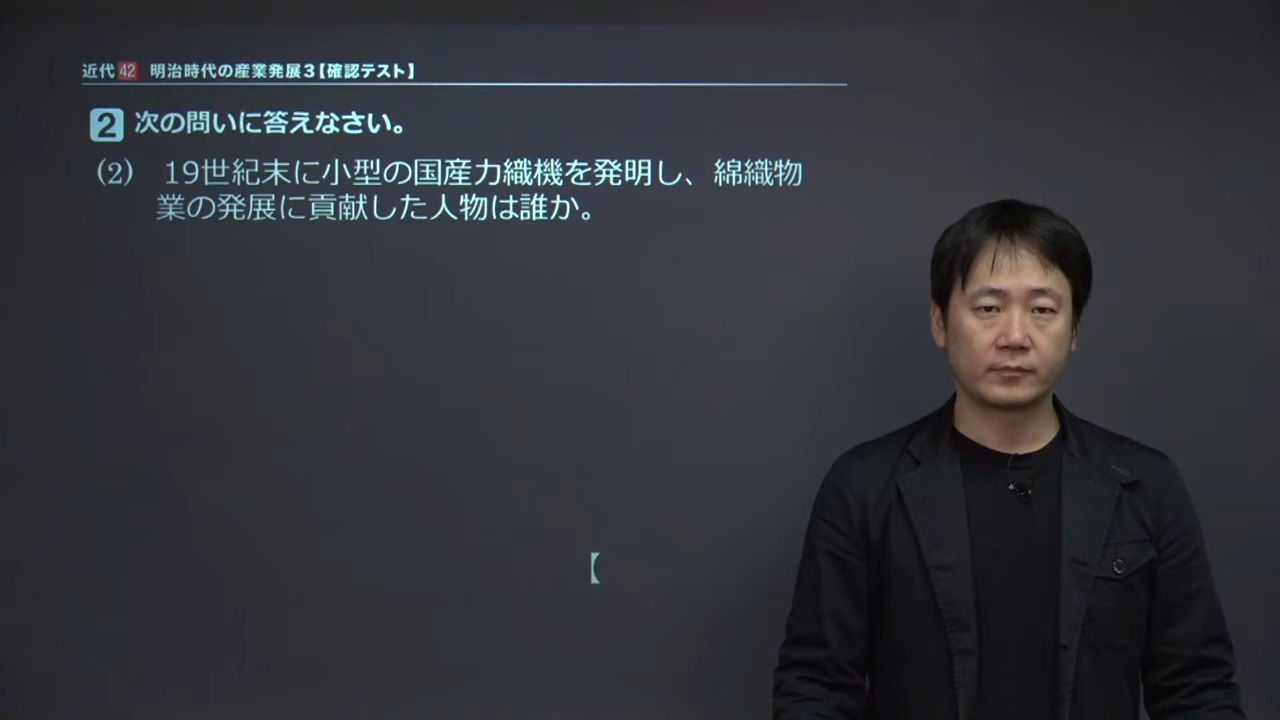 近代 42 明治時代の産業発展3【確認テスト】
2 次の問いに答えなさい。
(2) 19世紀末に小型の国産力織機を発明し、綿織物
業の発展に貢献した人物は誰か。
【